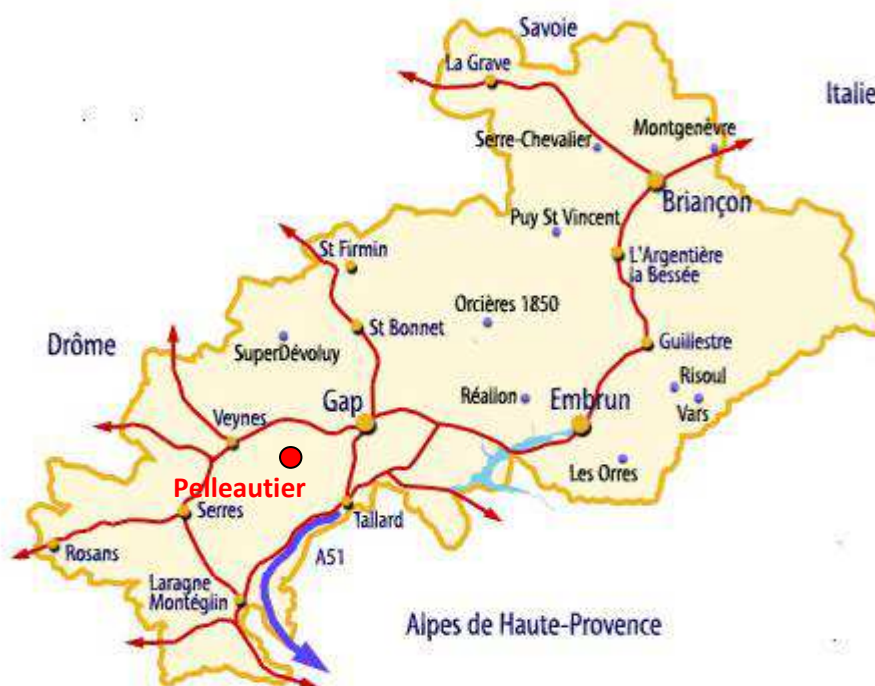 Savoie
La Grave
Italie
Serre-Chevalier
Montgenèvre
Briançon
Puy St Vincent
St Firmin
L'Argentière
la Bessée
Orcières 1850
St Bonnet
Drôme
SuperDévoluy
Guillestre
Risoul
Gap
Réallon
Embrun
Vars
Veynes
Les Orres
Pelleautier
Serres
Tallard
Rosans
A51
Laragne
Montéglin
Alpes de Haute-Provence